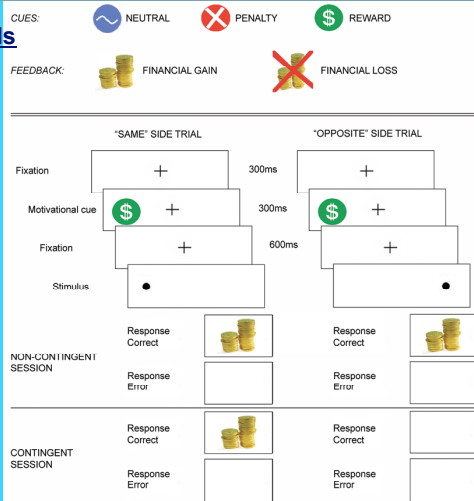 CUES: NEUTRAL PENALTY $ REWARD
ls
FEEDBACK: FINANCIAL GAIN FINANCIAL LOSS
"SAME" SIDE TRIAL "OPPOSITE" SIDE TRIAL
Fixation + 300ms +
Motivational cue $ + 300ms $ +
Fixation + 600ms +
Stimulus
Response Response
Correct Correct
NON-CONTINGENT
SESSION
Response Response
Error Error
Response Response
Correct Correct
CONTINGENT
SESSION
Response Response
Error Error